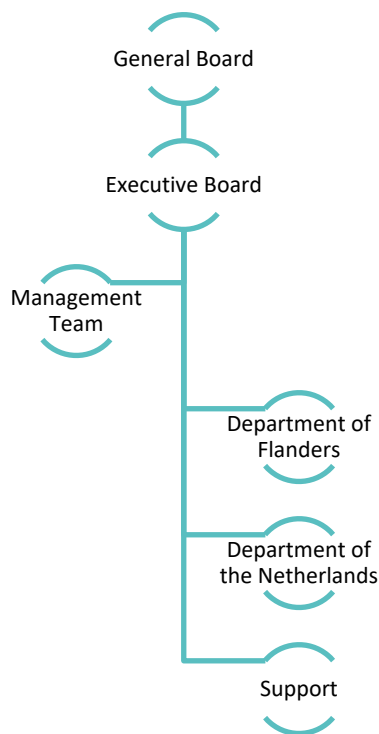 General Board
Executive Board
Management
Team
Department of
Flanders
Department of
the Netherlands
Support